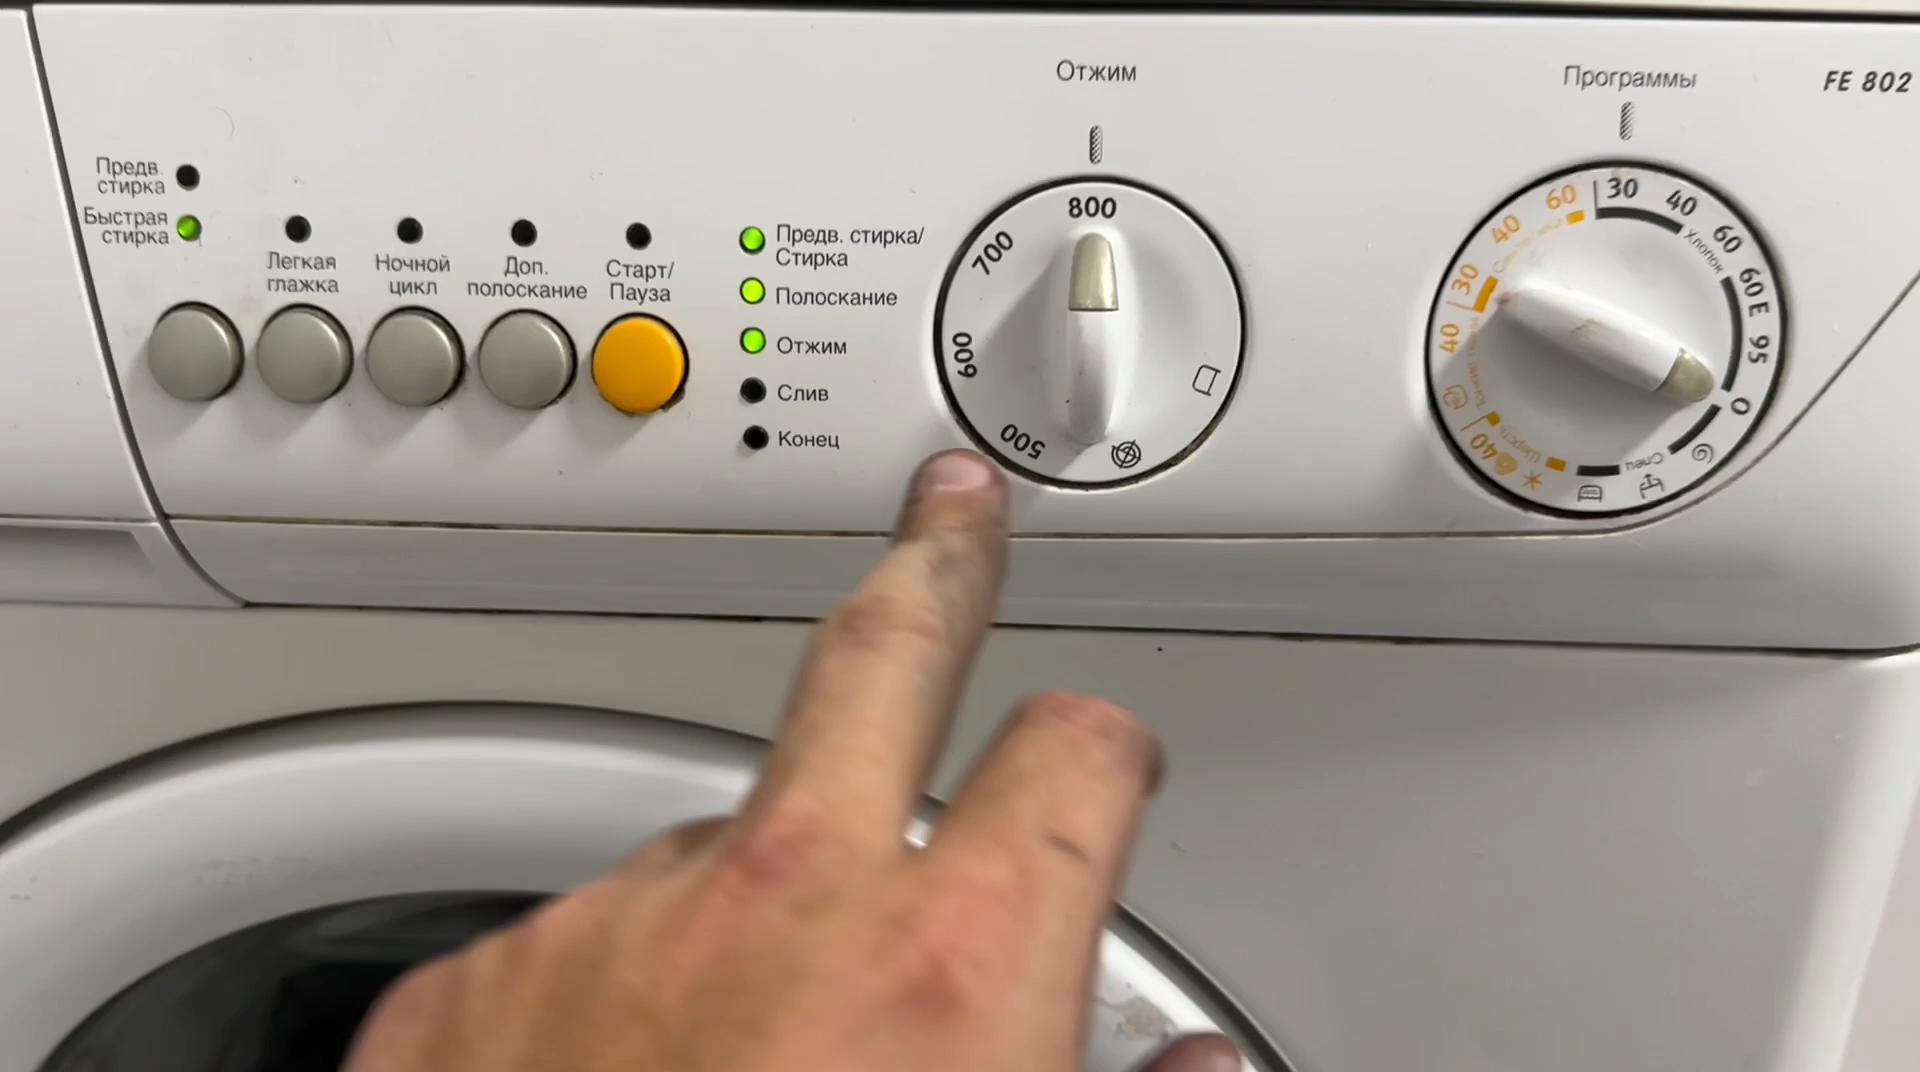 Отжим
Программы
FE 802
Предв.
стирка
Быстрая
стирка
Легкая
глажка
Ночной
цикл
Доп.
полоскание
Старт/
Пауза
Предв. стирка/
Стирка
Полоскание
Отжим
Слив
Конец
800
700
600
500
30
40
60
60E
95
O
Хлопок
Спец
60
40
30
40
40
Шерсть